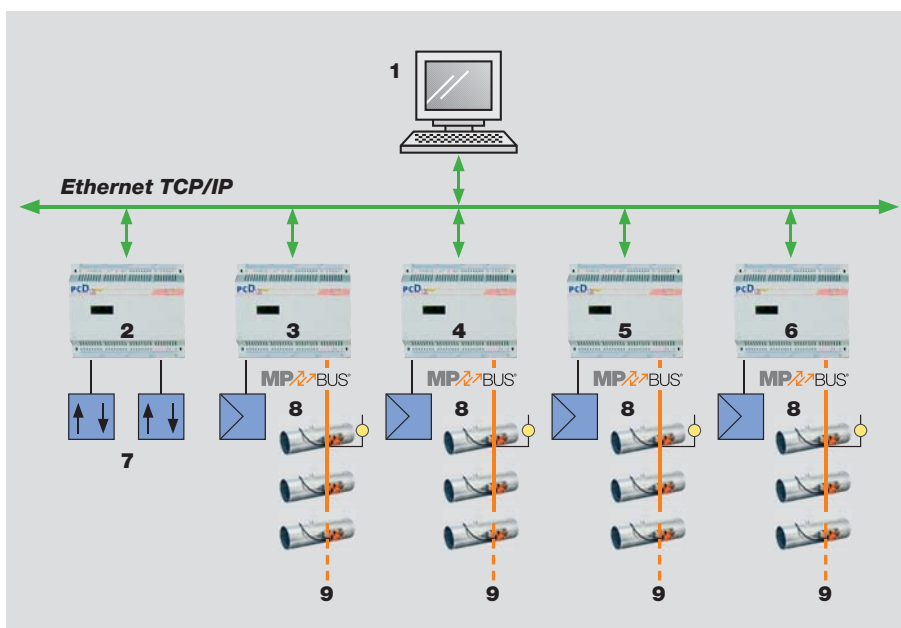 1
Ethernet TCP/IP
PCD PCD PCD PCD PCD
2 3 4 5 6
MP BUS® MP BUS® MP BUS® MP BUS®
8 8 8 8
7
9 9 9 9